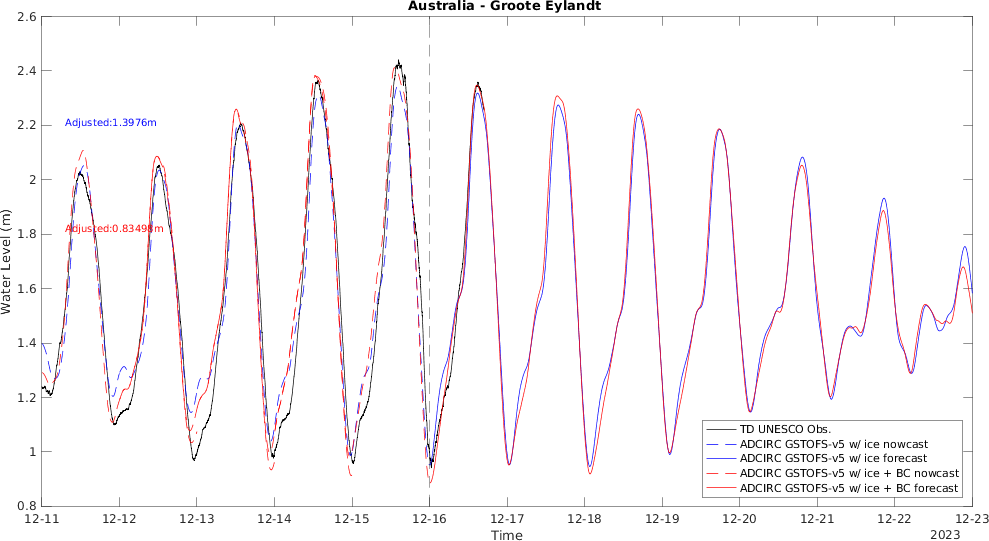 Australia - Groote Eylandt
2.6
2.4
2.2
2
1.8
1.6
1.4
1.2
1
0.8
Water Level (m)
Adjusted:1.3976m
Adjusted:0.83498m
TD UNESCO Obs.
ADCIRC GSTOFS-v5 w/ ice nowcast
ADCIRC GSTOFS-v5 w/ ice forecast
ADCIRC GSTOFS-v5 w/ ice + BC nowcast
ADCIRC GSTOFS-v5 w/ ice + BC forecast
12-11 12-12 12-13 12-14 12-15 12-16 12-17 12-18 12-19 12-20 12-21 12-22 12-23
Time
2023